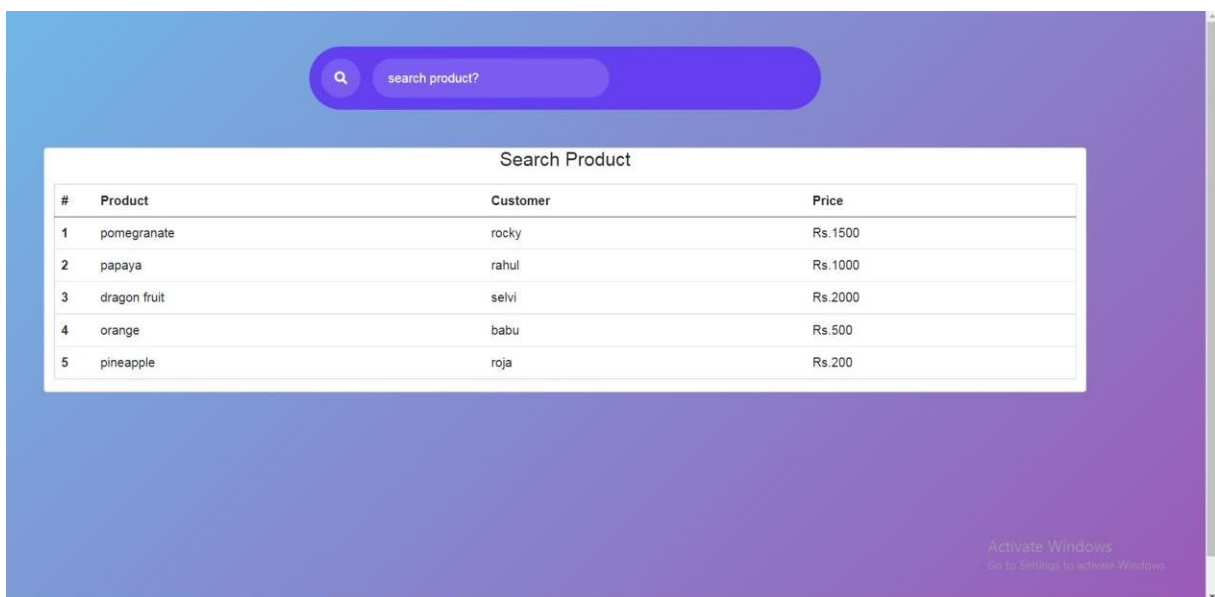 search product?
Search Product
# Product Customer Price
1 pomegranate rocky Rs.1500
2 papaya rahul Rs.1000
3 dragon fruit selvi Rs.2000
4 orange babu Rs.500
5 pineapple roja Rs.200
Activate Windows
Go to Settings to activate Windows.